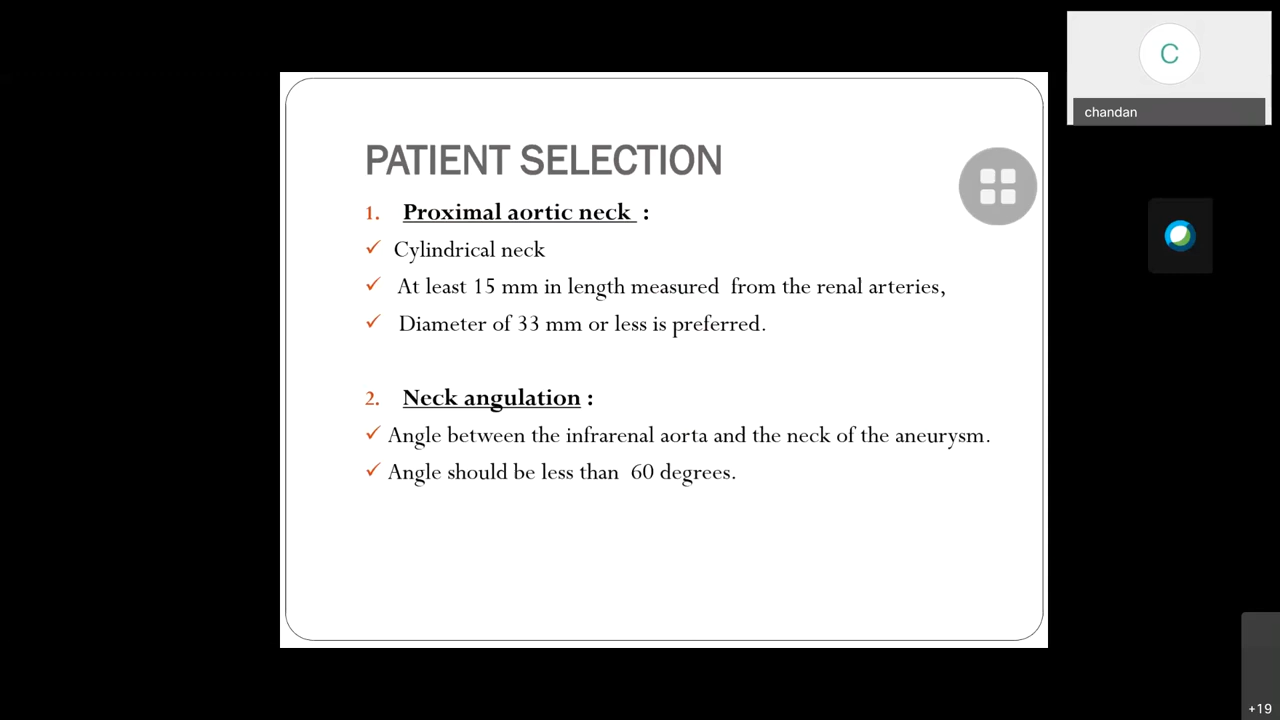 C
chandan
PATIENT SELECTION
1. Proximal aortic neck :
✓ Cylindrical neck
✓ At least 15 mm in length measured from the renal arteries,
✓ Diameter of 33 mm or less is preferred.
2. Neck angulation :
✓ Angle between the infrarenal aorta and the neck of the aneurysm.
✓ Angle should be less than 60 degrees.
+19